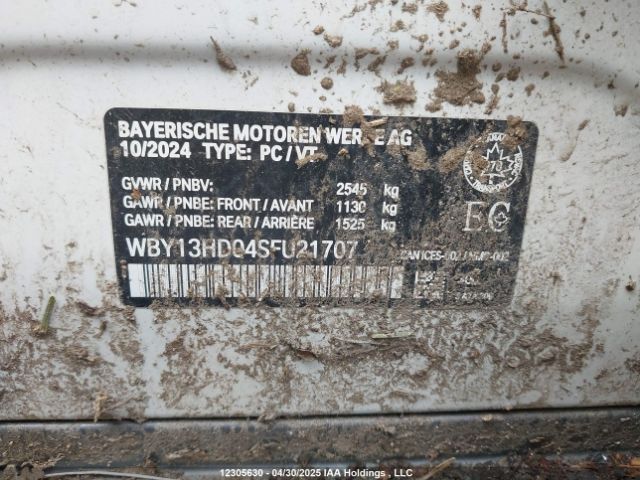 BAYERISCHE MOTOREN WERKE AG
10/2024 TYPE: PC / VT
GVWR / PNBV: 2545 kg
GAWR / PNBE: FRONT / AVANT 1130 kg
GAWR / PNBE: REAR / ARRIÈRE 1525 kg
EG
12305630 - 04/30/2025 IAA Holdings , LLC